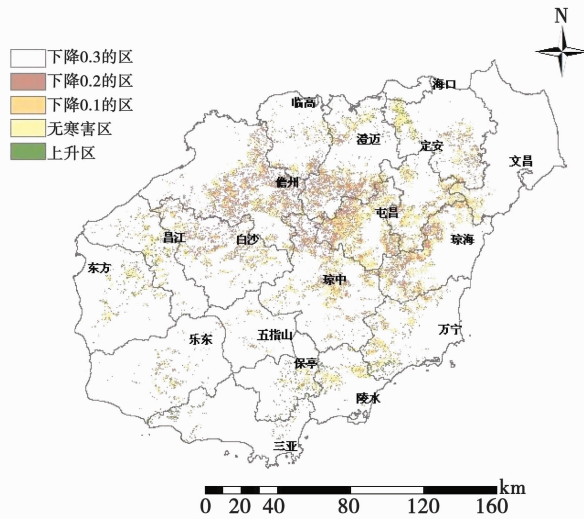 N
下降0.3的区
下降0.2的区
下降0.1的区
无寒害区
上升区
海口
临高
澄迈
定安
文昌
儋州
屯昌
昌江
白沙
琼海
东方
琼中
万宁
乐东
五指山
保亭
陵水
三亚
km
0 20 40 80 120 160